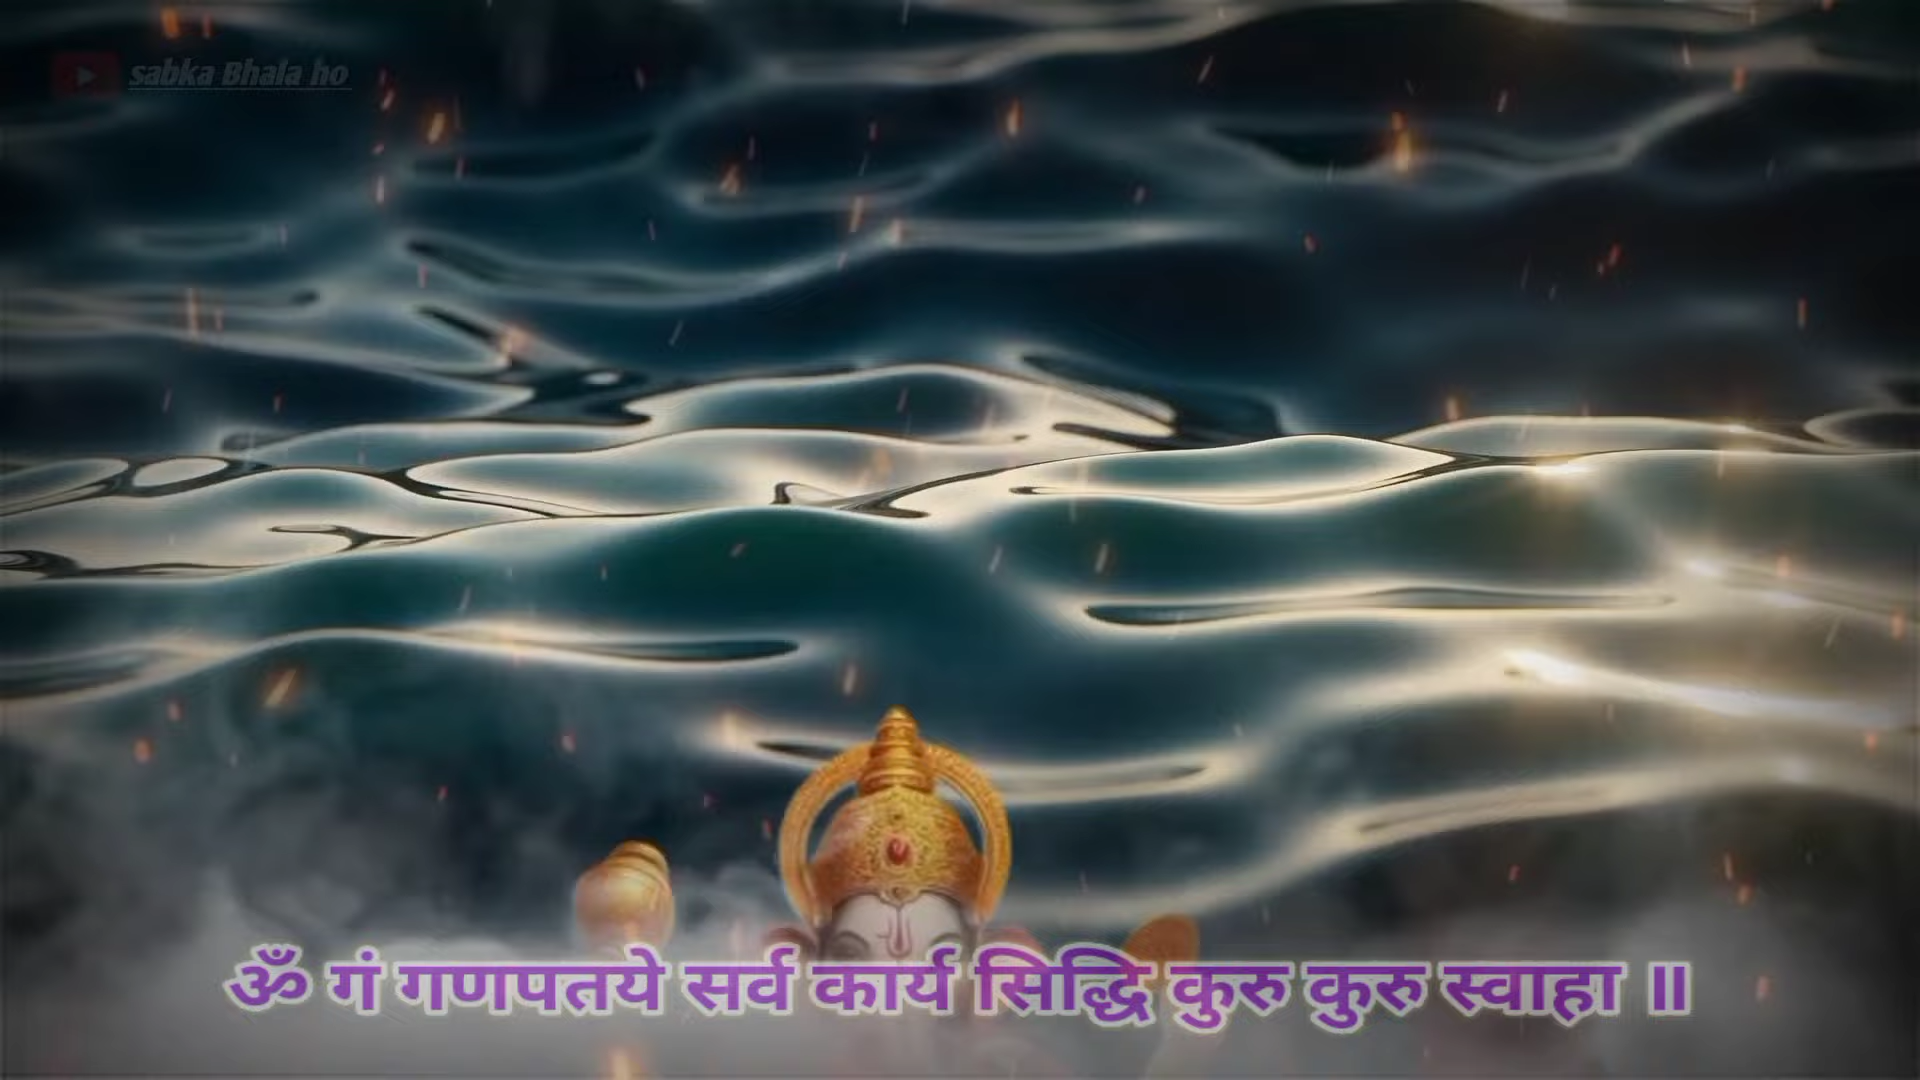 sabka Bhala ho
ॐ गं गणपतये सर्व कार्य सिद्धि कुरु कुरु स्वाहा ॥